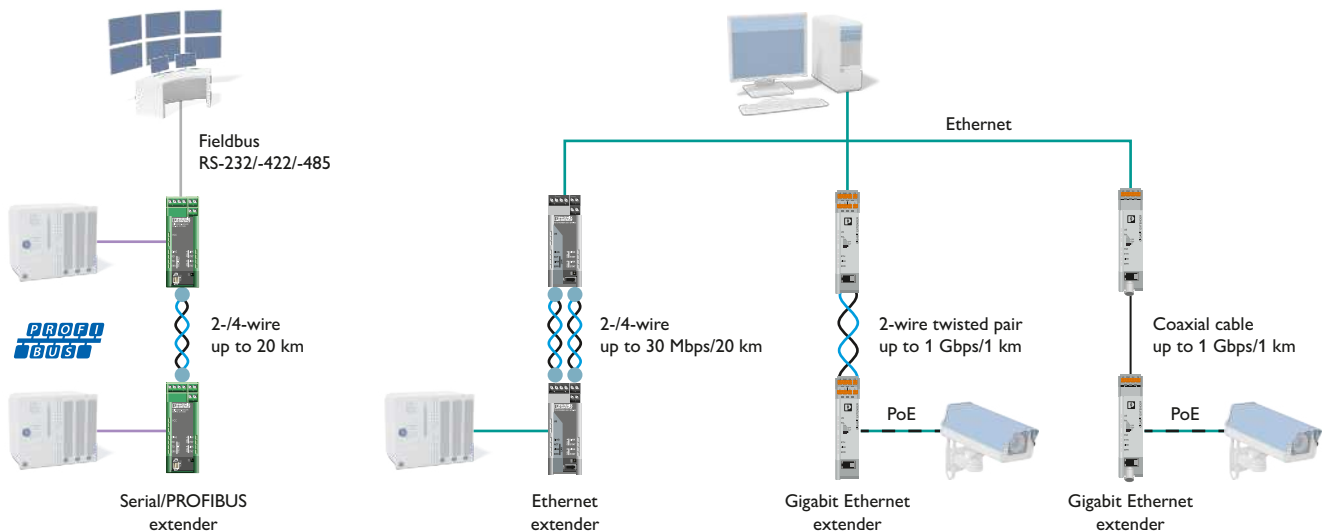 Ethernet
Fieldbus
RS-232/-422/-485
PROFI
BUS
2-/4-wire
up to 20 km
2-/4-wire
up to 30 Mbps/20 km
2-wire twisted pair
up to 1 Gbps/1 km
Coaxial cable
up to 1 Gbps/1 km
PoE
PoE
Serial/PROFIBUS
extender
Ethernet
extender
Gigabit Ethernet
extender
Gigabit Ethernet
extender